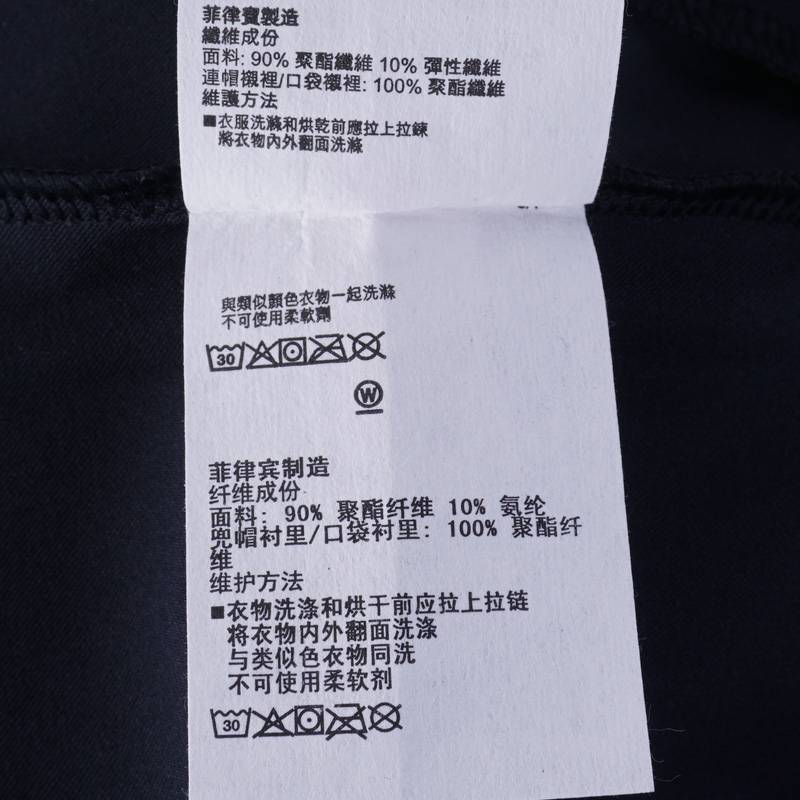 菲律賓製造
纖維成份
面料: 90% 聚酯纖維 10% 彈性纖維
連帽襯裡/口袋襯裡: 100% 聚酯纖維
維護方法
■衣服洗滌和烘乾前應拉上拉鍊
將衣物內外翻面洗滌
與類似顏色衣物一起洗滌
不可使用柔軟劑
30
W
菲律宾制造
纤维成份
面料: 90% 聚酯纤维 10% 氨纶
兜帽衬里/口袋衬里: 100% 聚酯纤
维
维护方法
■衣物洗涤和烘干前应拉上拉链
将衣物内外翻面洗涤
与类似色衣物同洗
不可使用柔软剂
30